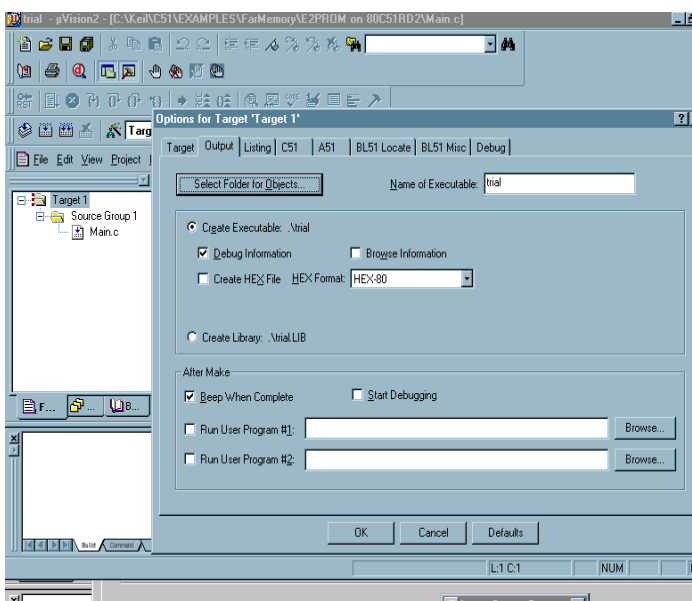 trial - µVision2 - [C:\Keil\C51\EXAMPLES\FarMemory\E2PROM on 80C51RD2\Main.c]
Targ
Options for Target 'Target 1'
File Edit View Project
Target Output Listing C51 A51 BL51 Locate BL51 Misc Debug
Select Folder for Objects...
Name of Executable: trial
Target 1
Source Group 1
Main.c
Create Executable: .\trial
Debug Information
Browse Information
Create HEX File HEX Format: HEX-80
Create Library: .\trial.LIB
After Make
Beep When Complete
Start Debugging
Run User Program #1:
Browse...
Run User Program #2:
Browse...
F... B...
OK Cancel Defaults
Build Command
L:1 C:1 NUM